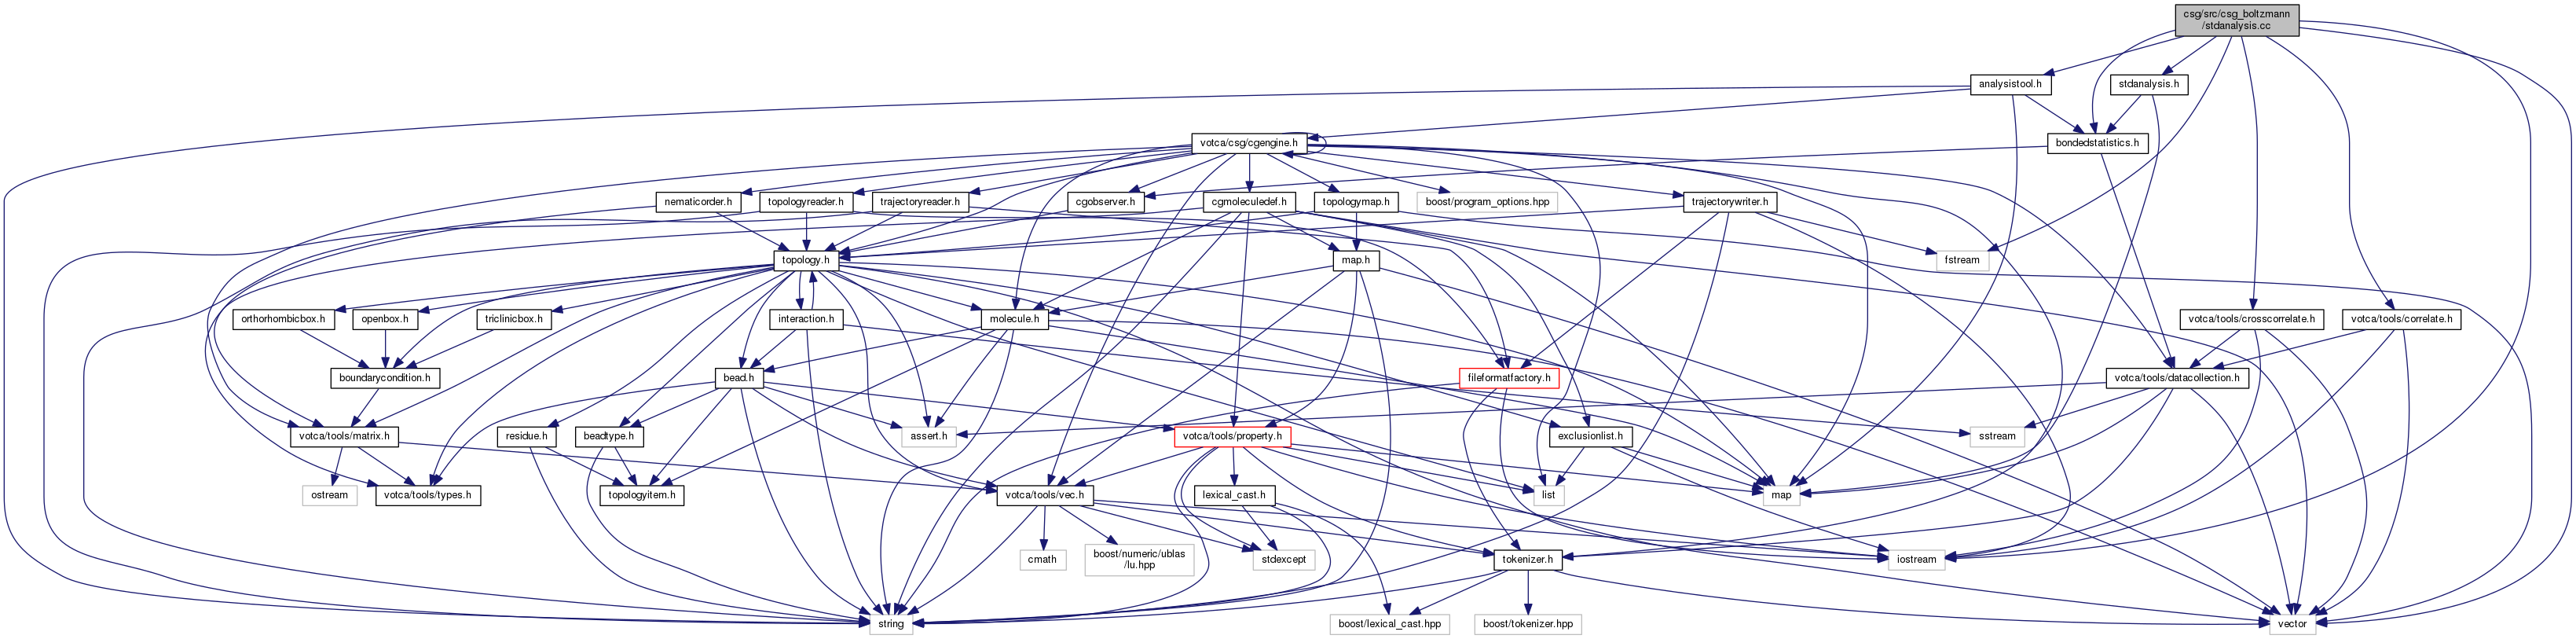 csg/src/csg_boltzmann
/stdanalysis.cc
analysistool.h
stdanalysis.h
votca/csg/cgengine.h
bondedstatistics.h
nematicorder.h
topologyreader.h
trajectoryreader.h
cgobserver.h
cgmoleculedef.h
topologymap.h
boost/program_options.hpp
trajectorywriter.h
topology.h
map.h
fstream
orthorhombicbox.h
openbox.h
triclinicbox.h
interaction.h
molecule.h
votca/tools/crosscorrelate.h
votca/tools/correlate.h
boundarycondition.h
bead.h
fileformatfactory.h
votca/tools/datacollection.h
votca/tools/matrix.h
residue.h
beadtype.h
assert.h
votca/tools/property.h
exclusionlist.h
sstream
ostream
votca/tools/types.h
topologyitem.h
votca/tools/vec.h
lexical_cast.h
list
map
cmath
boost/numeric/ublas
/lu.hpp
stdexcept
tokenizer.h
iostream
string
boost/lexical_cast.hpp
boost/tokenizer.hpp
vector